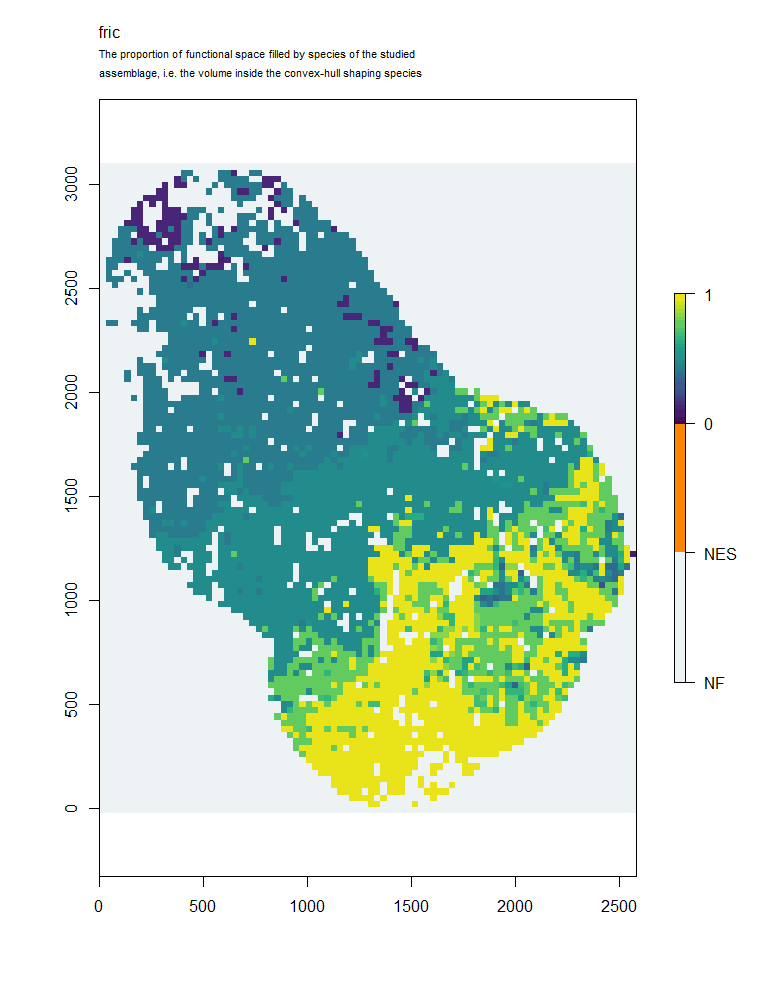 fric
The proportion of functional space filled by species of the studied
assemblage, i.e. the volume inside the convex-hull shaping species
3000
2500
2000
1500
1000
500
0
0 500 1000 1500 2000 2500
1
0
NES
NF